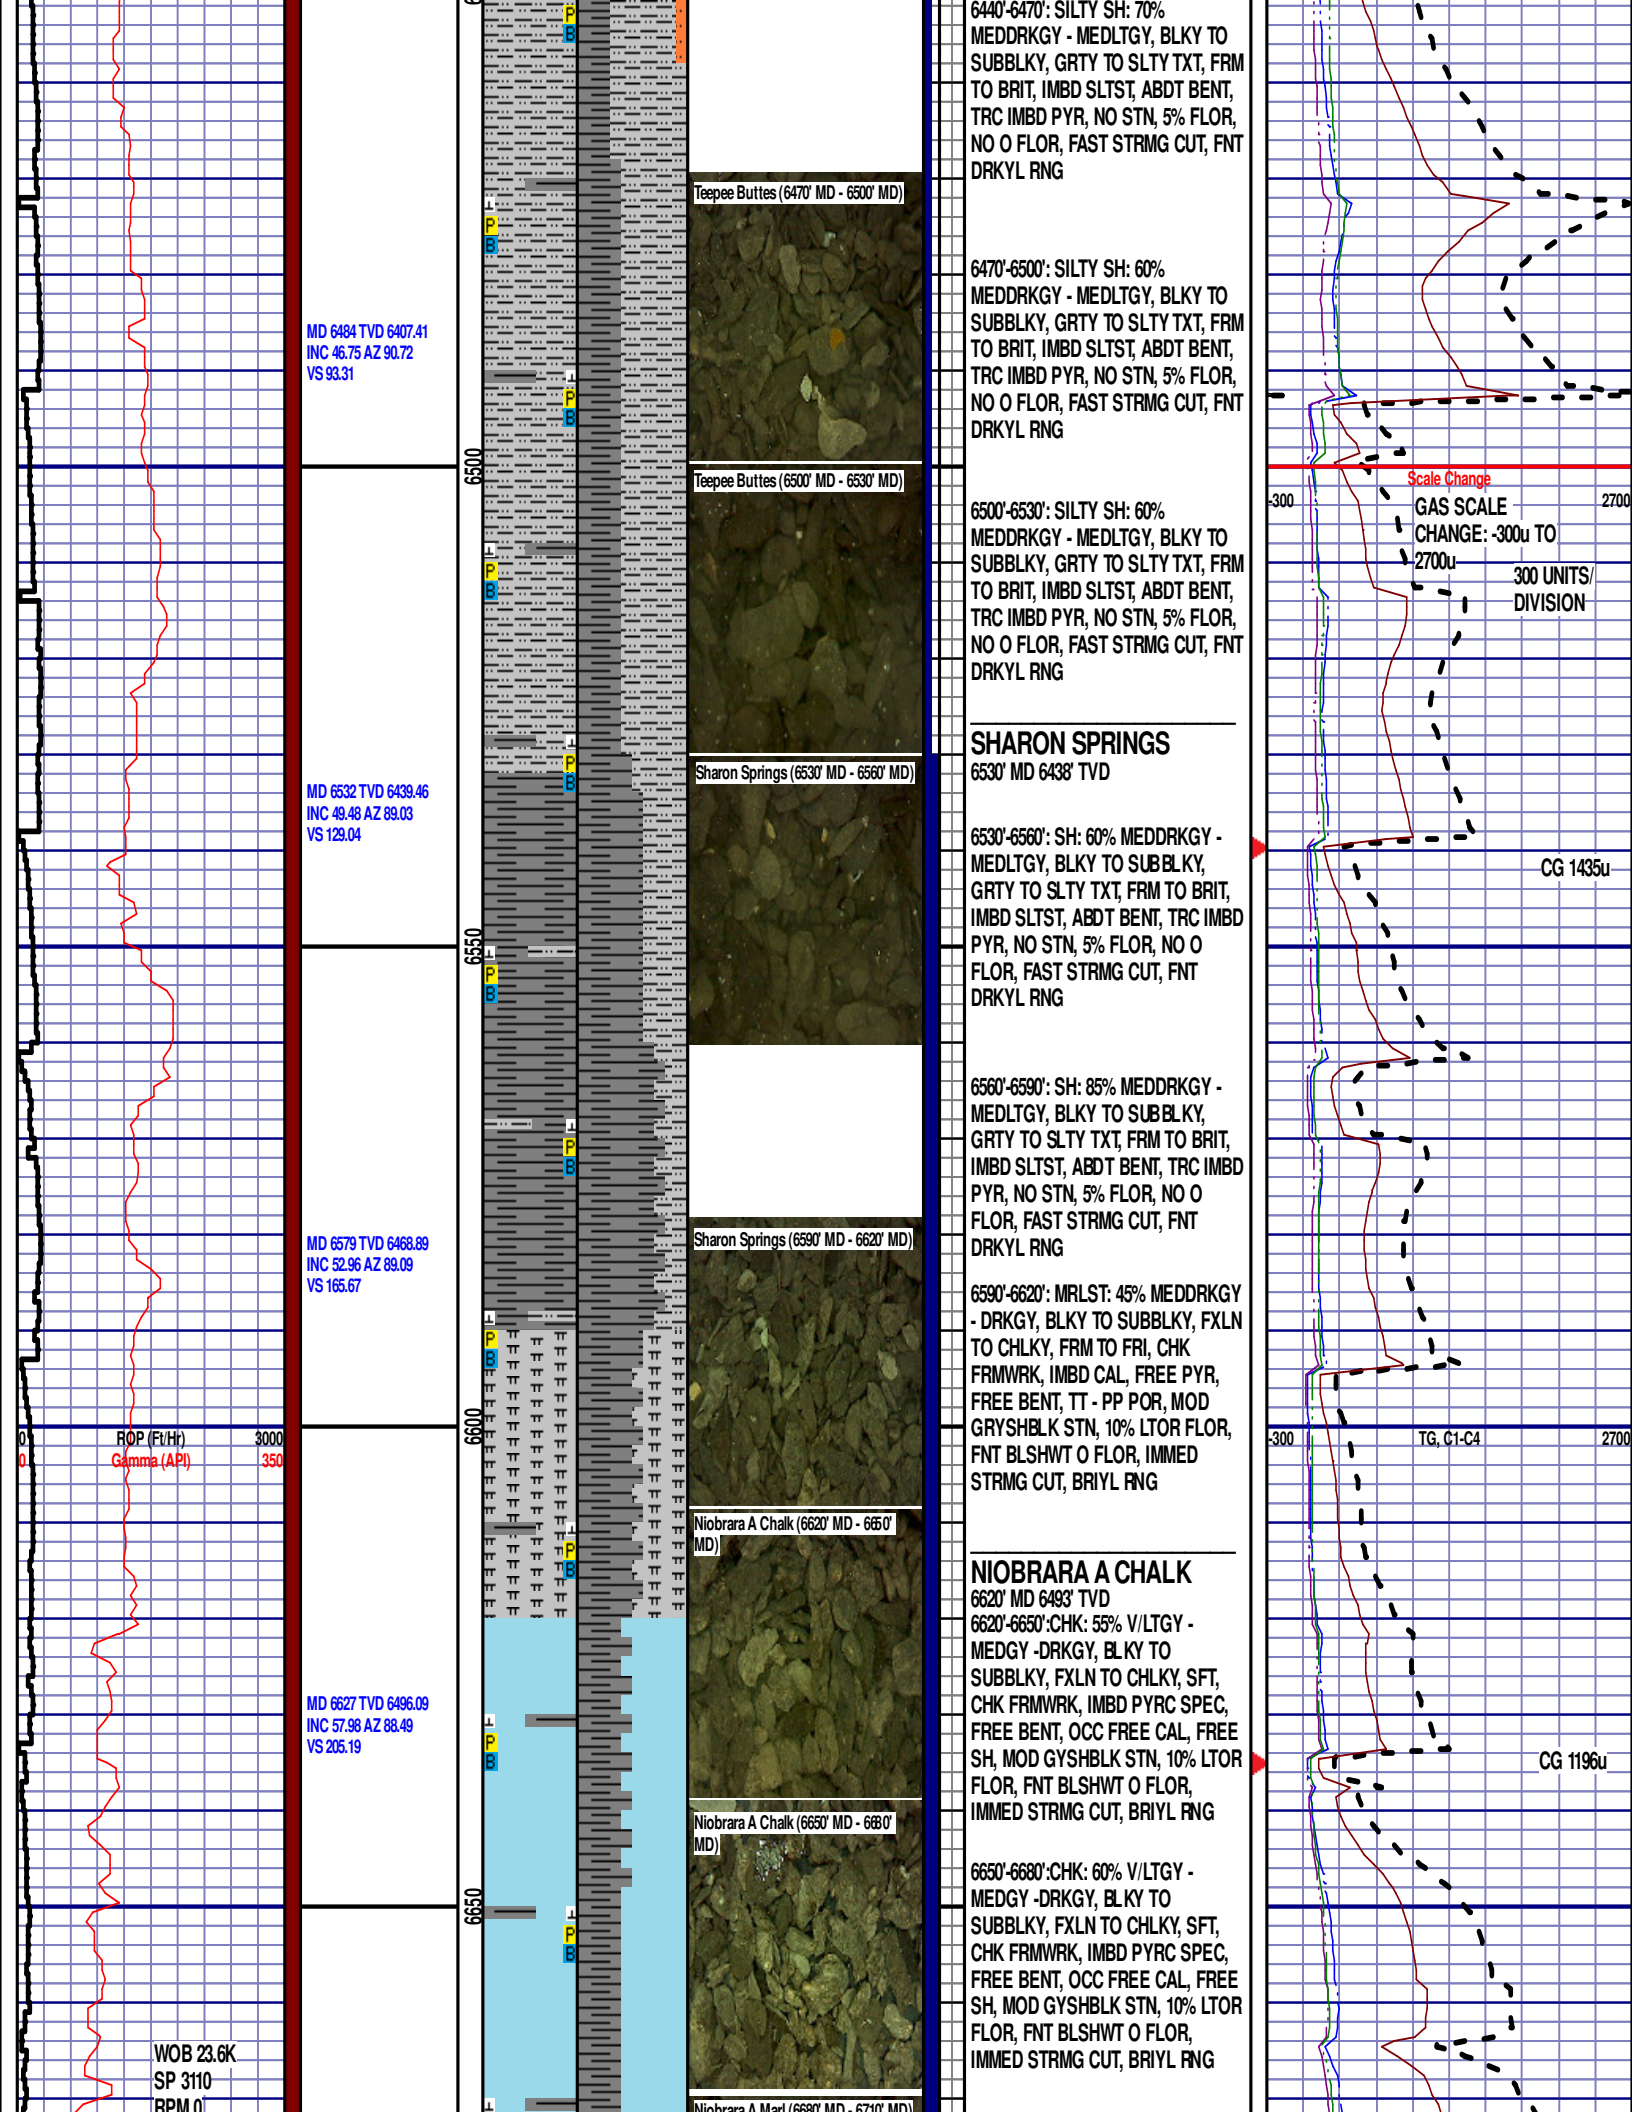 6440'-6470': SILTY SH: 70%
MEDDRKGY - MEDLTGY, BLKY TO
SUBBLKY, GRTY TO SLTY TXT, FRM
TO BRIT, IMBD SLTST, ABDT BENT,
TRC IMBD PYR, NO STN, 5% FLOR,
NO O FLOR, FAST STRMG CUT, FNT
DRKYL RNG
P
B
Teepee Buttes (6470' MD - 6500' MD)
P
B
6470'-6500': SILTY SH: 60%
MEDDRKGY - MEDLTGY, BLKY TO
SUBBLKY, GRTY TO SLTY TXT, FRM
TO BRIT, IMBD SLTST, ABDT BENT,
TRC IMBD PYR, NO STN, 5% FLOR,
NO O FLOR, FAST STRMG CUT, FNT
DRKYL RNG
MD 6484 TVD 6407.41
INC 46.75 AZ 90.72
VS 93.31
P
B
6500
Teepee Buttes (6500' MD - 6530' MD)
Scale Change
-300 2700
GAS SCALE
CHANGE: -300u TO
2700u
300 UNITS/
DIVISION
6500'-6530': SILTY SH: 60%
MEDDRKGY - MEDLTGY, BLKY TO
SUBBLKY, GRTY TO SLTY TXT, FRM
TO BRIT, IMBD SLTST, ABDT BENT,
TRC IMBD PYR, NO STN, 5% FLOR,
NO O FLOR, FAST STRMG CUT, FNT
DRKYL RNG
P
B
SHARON SPRINGS
6530' MD 6438' TVD
P
B
Sharon Springs (6530' MD - 6560' MD)
MD 6532 TVD 6439.46
INC 49.48 AZ 89.03
VS 129.04
6530'-6560': SH: 60% MEDDRKGY -
MEDLTGY, BLKY TO SUBBLKY,
GRTY TO SLTY TXT, FRM TO BRIT,
IMBD SLTST, ABDT BENT, TRC IMBD
PYR, NO STN, 5% FLOR, NO O
FLOR, FAST STRMG CUT, FNT
DRKYL RNG
CG 1435u
6550
P
B
6560'-6590': SH: 85% MEDDRKGY -
MEDLTGY, BLKY TO SUBBLKY,
GRTY TO SLTY TXT, FRM TO BRIT,
IMBD SLTST, ABDT BENT, TRC IMBD
PYR, NO STN, 5% FLOR, NO O
FLOR, FAST STRMG CUT, FNT
DRKYL RNG
P
B
MD 6579 TVD 6468.89
INC 52.96 AZ 89.09
VS 165.67
Sharon Springs (6590' MD - 6620' MD)
P
B
6590'-6620': MRLST: 45% MEDDRKGY
- DRKGY, BLKY TO SUBBLKY, FXLN
TO CHLKY, FRM TO FRI, CHK
FRMWRK, IMBD CAL, FREE PYR,
FREE BENT, TT - PP POR, MOD
GRYSHBLK STN, 10% LTOR FLOR,
FNT BLSHWT O FLOR, IMMED
STRMG CUT, BRIYL RNG
6600
0 ROP (Ft/Hr) 3000
0 Gamma (API) 350
-300 TG, C1-C4 2700
Niobrara A Chalk (6620' MD - 6650'
MD)
P
B
NIOBRARA A CHALK
6620' MD 6493' TVD
6620'-6650':CHK: 55% V/LTGY -
MEDGY -DRKGY, BLKY TO
SUBBLKY, FXLN TO CHLKY, SFT,
CHK FRMWRK, IMBD PYRC SPEC,
FREE BENT, OCC FREE CAL, FREE
SH, MOD GYSHBLK STN, 10% LTOR
FLOR, FNT BLSHWT O FLOR,
IMMED STRMG CUT, BRIYL RNG
MD 6627 TVD 6496.09
INC 57.98 AZ 88.49
VS 205.19
P
B
CG 1196u
Niobrara A Chalk (6650' MD - 6680'
MD)
6650
P
B
6650'-6680':CHK: 60% V/LTGY -
MEDGY -DRKGY, BLKY TO
SUBBLKY, FXLN TO CHLKY, SFT,
CHK FRMWRK, IMBD PYRC SPEC,
FREE BENT, OCC FREE CAL, FREE
SH, MOD GYSHBLK STN, 10% LTOR
FLOR, FNT BLSHWT O FLOR,
IMMED STRMG CUT, BRIYL RNG
WOB 23.6K
SP 3110
RPM 0
Niobrara A Marl (6680' MD - 6710' MD)